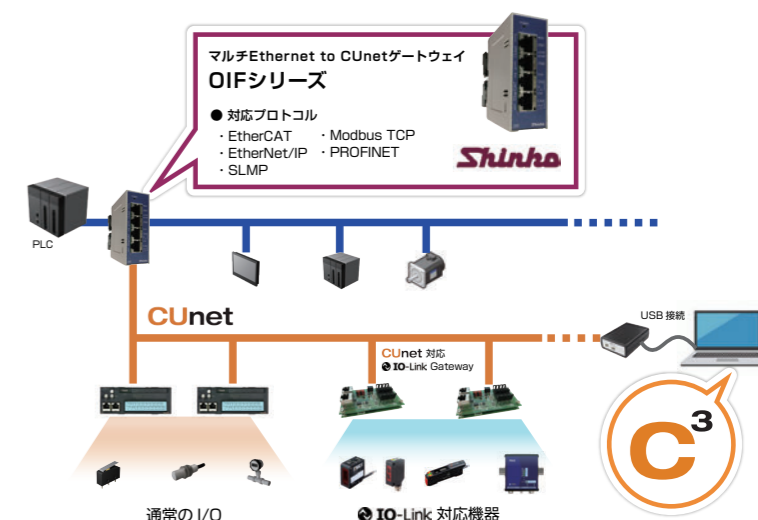 マルチEthernet to CUnetゲートウェイ
OIFシリーズ
● 対応プロトコル
・EtherCAT ・Modbus TCP
・EtherNet/IP ・PROFINET
・SLMP
Shinko
PLC
CUnet
USB 接続
CUnet 対応
IO-Link Gateway
C3
通常の I/O
IO-Link 対応機器